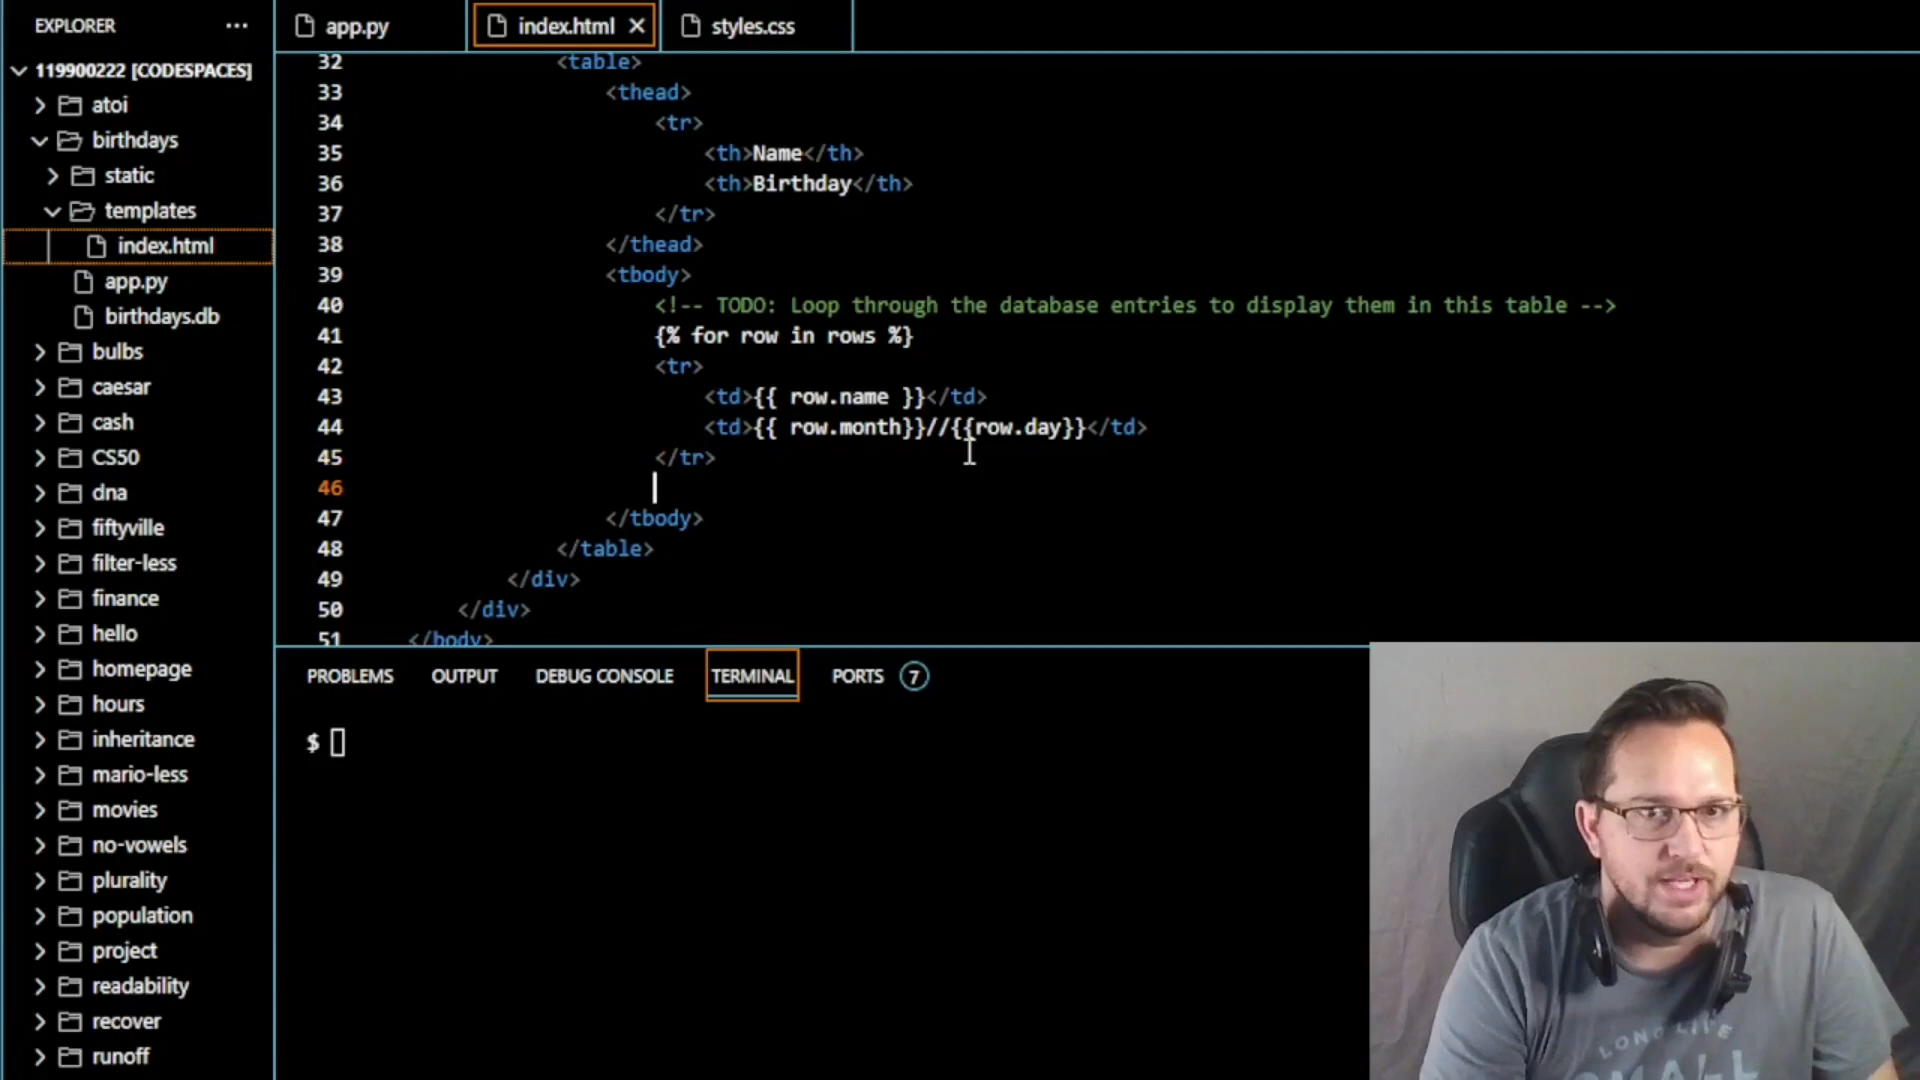 EXPLORER
119900222 [CODESPACES]
atoi
birthdays
static
templates
index.html
app.py
birthdays.db
bulbs
caesar
cash
CS50
dna
fiftyville
filter-less
finance
hello
homepage
hours
inheritance
mario-less
movies
no-vowels
plurality
population
project
readability
recover
runoff
app.py
index.html
styles.css
32 <table>
33 <thead>
34 <tr>
35 <th>Name</th>
36 <th>Birthday</th>
37 </tr>
38 </thead>
39 <tbody>
40 <!-- TODO: Loop through the database entries to display them in this table -->
41 {% for row in rows %}
42 <tr>
43 <td>{{ row.name }}</td>
44 <td>{{ row.month}}//{{row.day}}</td>
45 </tr>
46
47 </tbody>
48 </table>
49 </div>
50 </div>
51 </body>
PROBLEMS OUTPUT DEBUG CONSOLE TERMINAL PORTS 7
$
LONG LIVE
SMALL